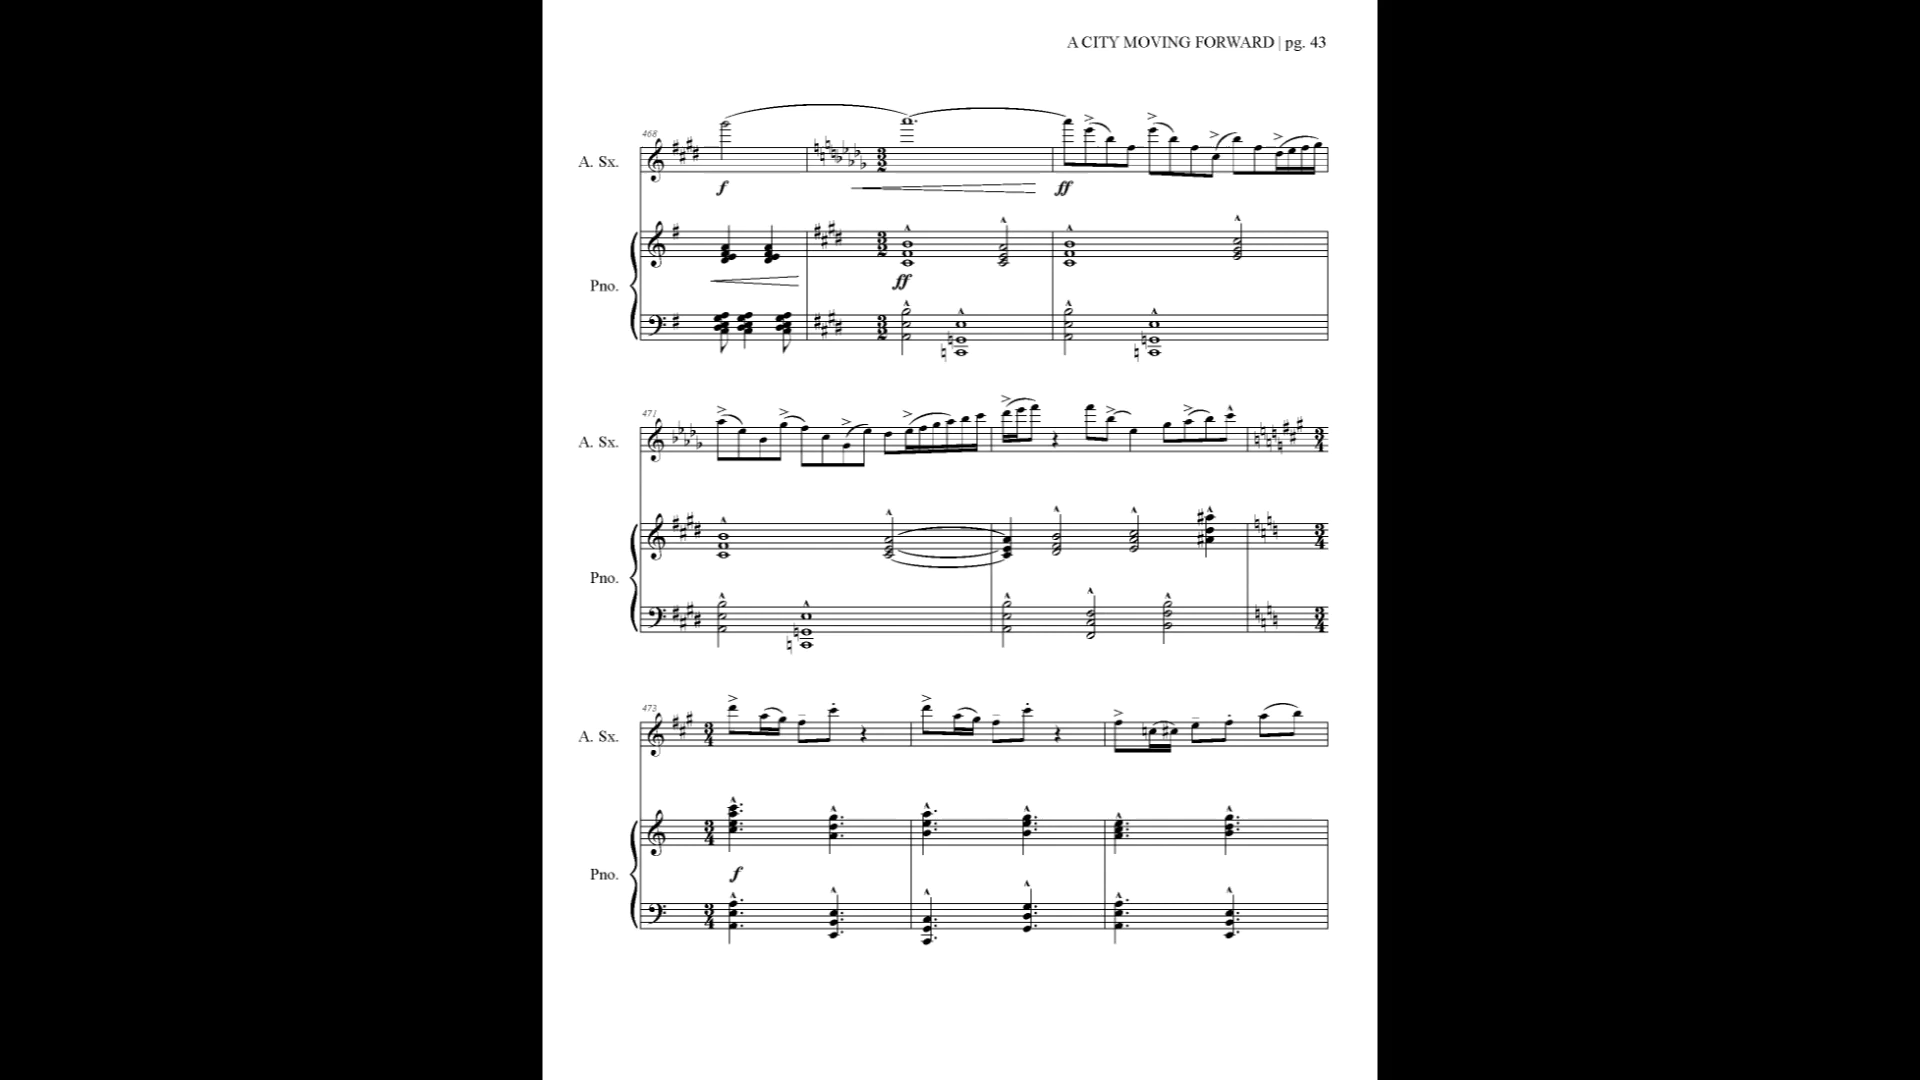 A CITY MOVING FORWARD | pg. 43
468
A. Sx.
f
ff
Pno.
ff
471
A. Sx.
Pno.
473
A. Sx.
Pno.
f